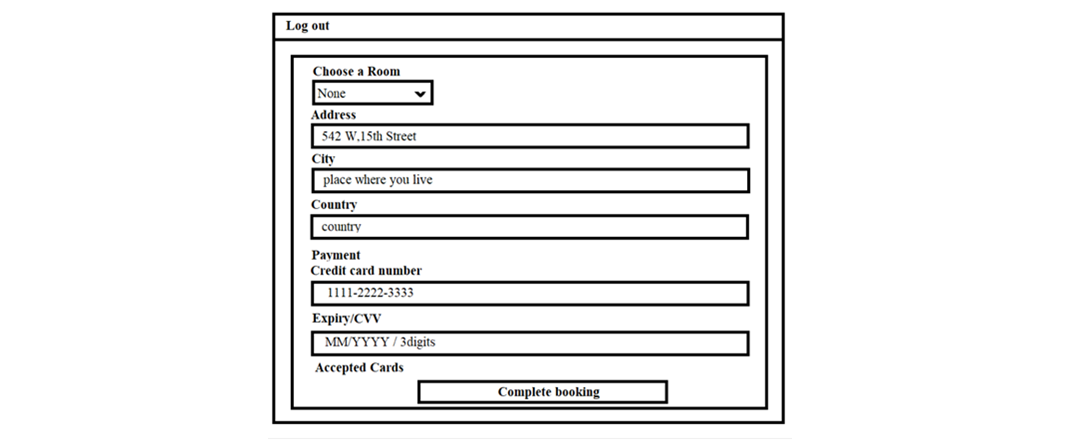 Log out
Choose a Room
None
Address
542 W,15th Street
City
place where you live
Country
country
Payment
Credit card number
1111-2222-3333
Expiry/CVV
MM/YYYY / 3digits
Accepted Cards
Complete booking